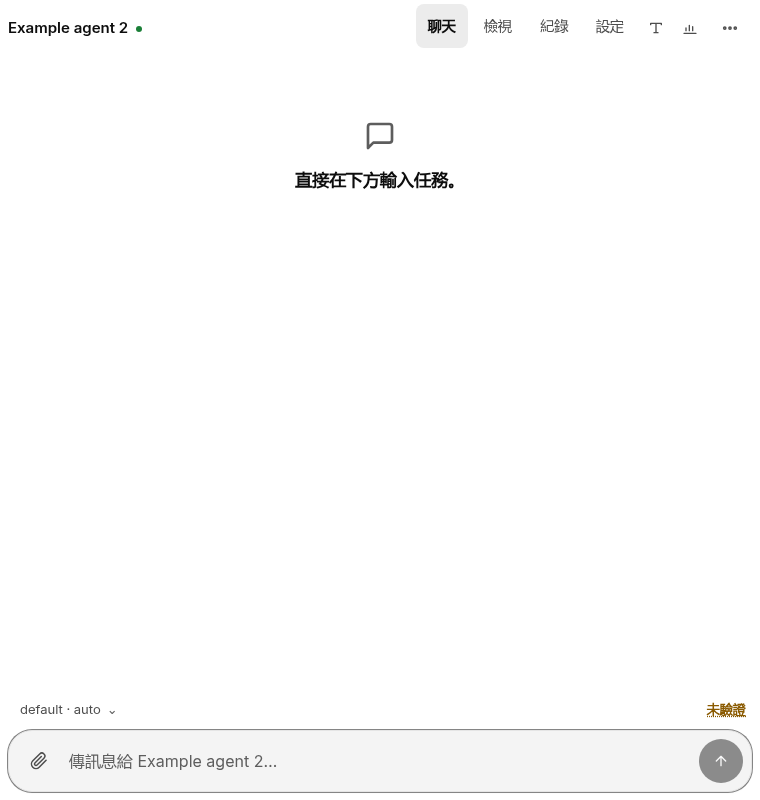 Example agent 2
聊天 檢視 紀錄 設定
直接在下方輸入任務。
default · auto
未驗證
傳訊息給 Example agent 2...